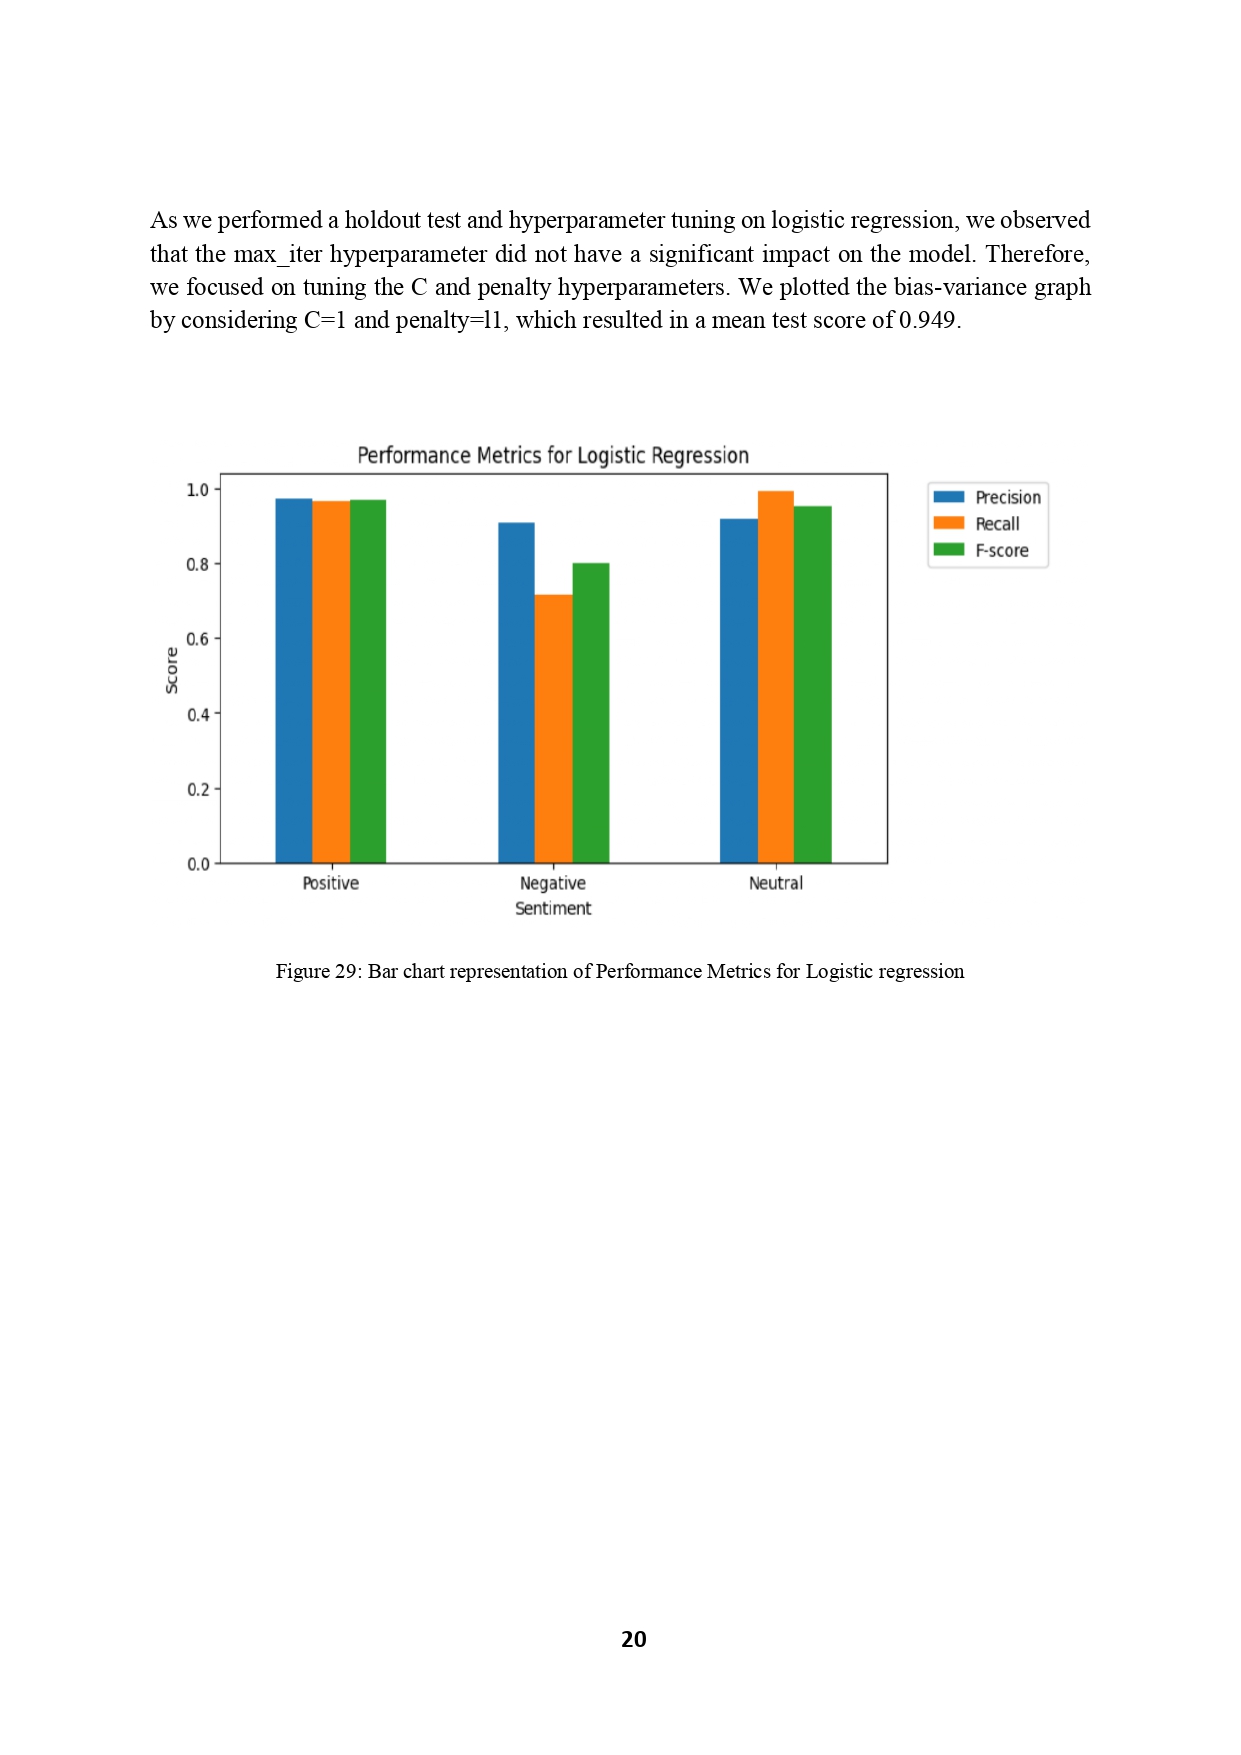 As we performed a holdout test and hyperparameter tuning on logistic regression, we observed
that the max_iter hyperparameter did not have a significant impact on the model. Therefore,
we focused on tuning the C and penalty hyperparameters. We plotted the bias-variance graph
by considering C=1 and penalty=l1, which resulted in a mean test score of 0.949.
Performance Metrics for Logistic Regression
1.0
0.8
0.6
0.4
0.2
0.0
Score
Positive
Negative
Neutral
Sentiment
Precision
Recall
F-score
Figure 29: Bar chart representation of Performance Metrics for Logistic regression
20